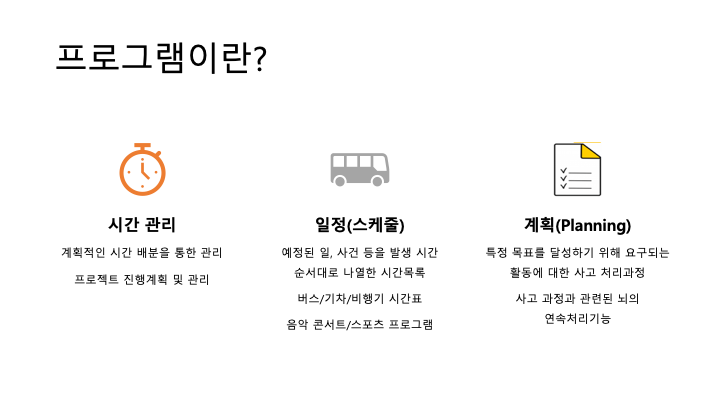 프로그램이란?
시간 관리
계획적인 시간 배분을 통한 관리
프로젝트 진행계획 및 관리
일정(스케줄)
예정된 일, 사건 등을 발생 시간
순서대로 나열한 시간목록
버스/기차/비행기 시간표
음악 콘서트/스포츠 프로그램
계획(Planning)
특정 목표를 달성하기 위해 요구되는
활동에 대한 사고 처리과정
사고 과정과 관련된 뇌의
연속처리기능